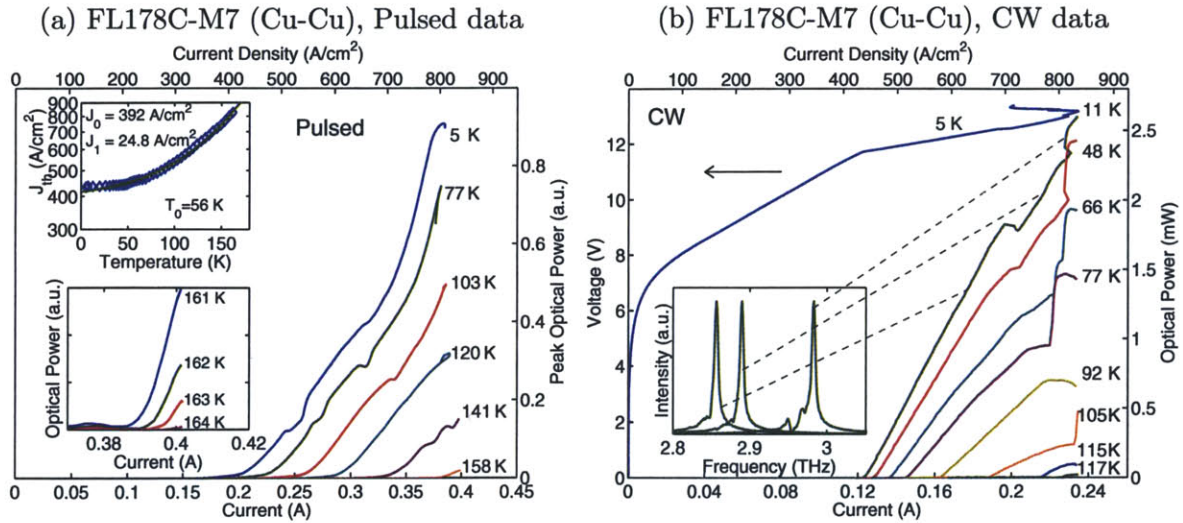 (a) FL178C-M7 (Cu-Cu), Pulsed data
Current Density (A/cm²)
0 100 200 300 400 500 600 700 800 900
J₀ = 392 A/cm²
J₁ = 24.8 A/cm²
T₀=56 K
Jth (A/cm²)
900
800
700
600
500
400
300
0 50 100 150
Temperature (K)
Pulsed
5 K
77 K
103 K
120 K
141 K
158 K
Optical Power (a.u.)
161 K
162 K
163 K
164 K
0.38 0.4 0.42
Current (A)
Peak Optical Power (a.u.)
0.8
0.6
0.4
0.2
0
0 0.05 0.1 0.15 0.2 0.25 0.3 0.35 0.4 0.45
Current (A)
(b) FL178C-M7 (Cu-Cu), CW data
Current Density (A/cm²)
0 100 200 300 400 500 600 700 800 900
CW
5 K
11 K
48 K
66 K
77 K
92 K
105K
115K
117K
Voltage (V)
12
10
8
6
4
2
0
Optical Power (mW)
2.5
2
1.5
1
0.5
0
Intensity (a.u.)
2.8 2.9 3
Frequency (THz)
0 0.04 0.08 0.12 0.16 0.2 0.24
Current (A)